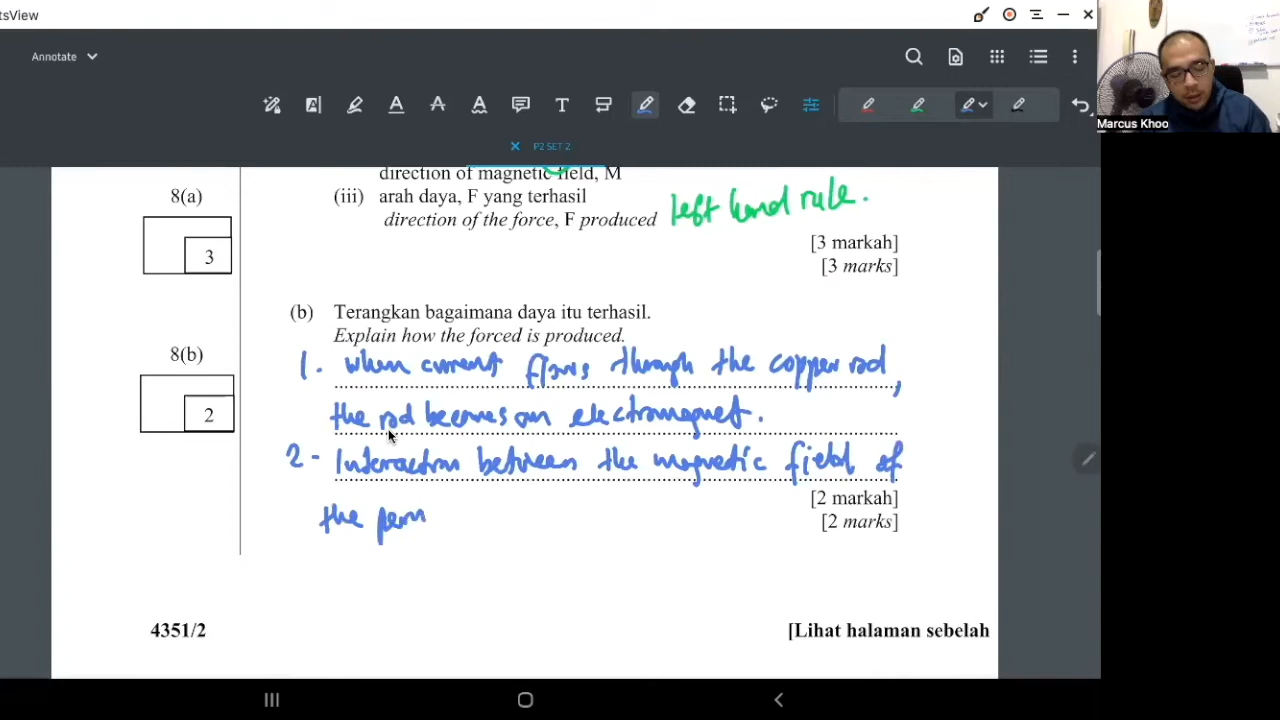 tsView
Annotate
P2 SET 2
Marcus Khoo
direction of magnetic field, M
8(a)
(iii) arah daya, F yang terhasil
direction of the force, F produced
left hand rule.
3
[3 markah]
[3 marks]
(b) Terangkan bagaimana daya itu terhasil.
Explain how the forced is produced.
8(b)
1. when current flows through the copper rod,
2
the rod becomes an electromagnet.
2- Interaction between the magnetic field of
[2 markah]
the perm
[2 marks]
4351/2
[Lihat halaman sebelah